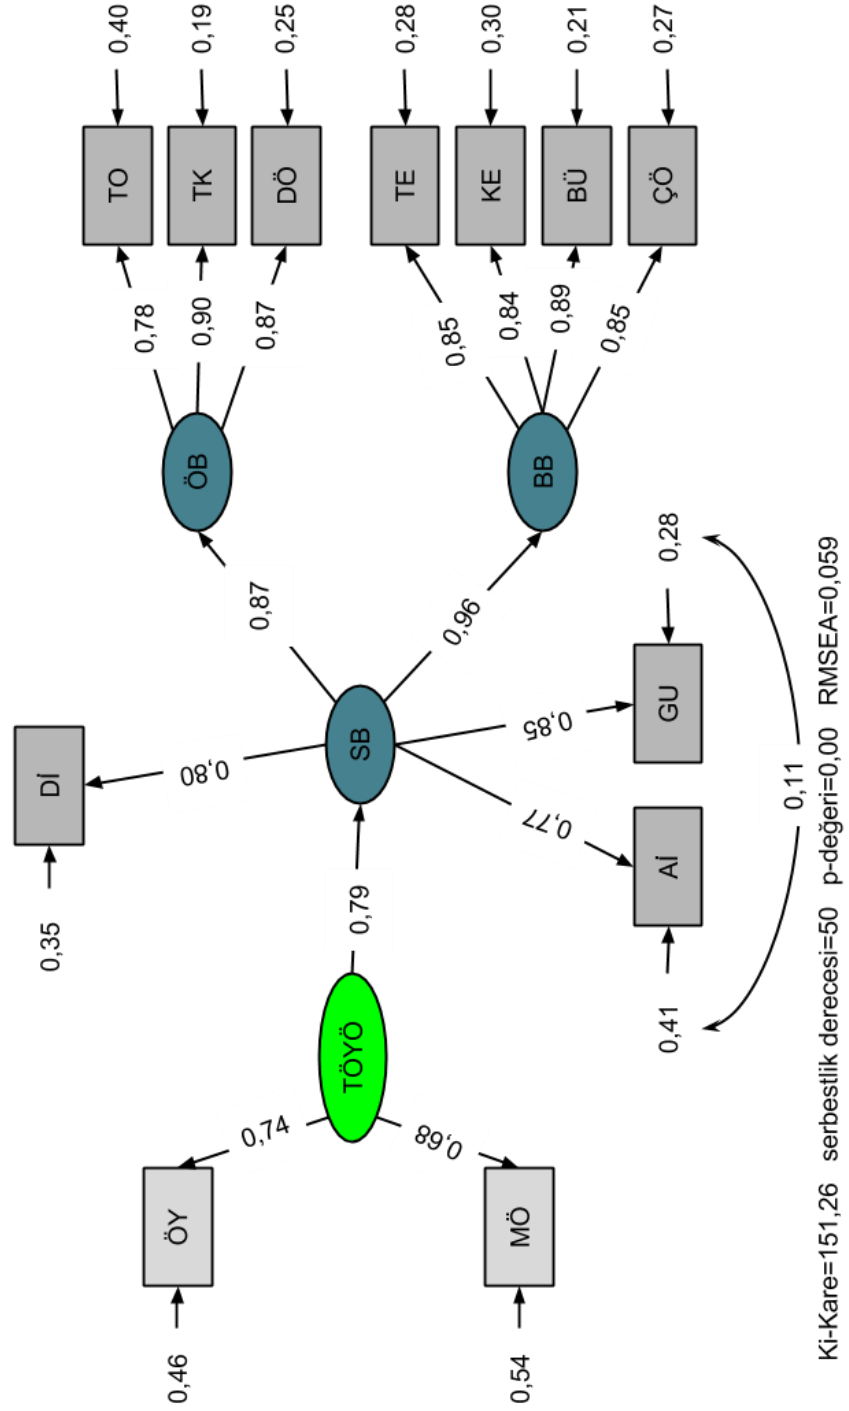 0,40
TO
0,78
0,19
TK
0,90
0,25
DÖ
0,87
ÖB
0,87
0,28
TE
0,85
0,30
KE
0,84
0,21
BÜ
0,89
0,27
ÇÖ
0,85
BB
0,96
0,35
Dİ
0,80
SB
0,79
TÖYÖ
0,46
ÖY
0,74
0,54
MÖ
0,68
0,41
Aİ
0,77
0,28
GU
0,85
0,11
Ki-Kare=151,26 serbestlik derecesi=50 p-değeri=0,00 RMSEA=0,059